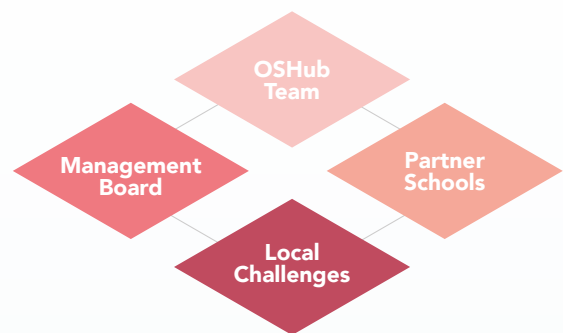 OSHub
Team
Management
Board
Partner
Schools
Local
Challenges